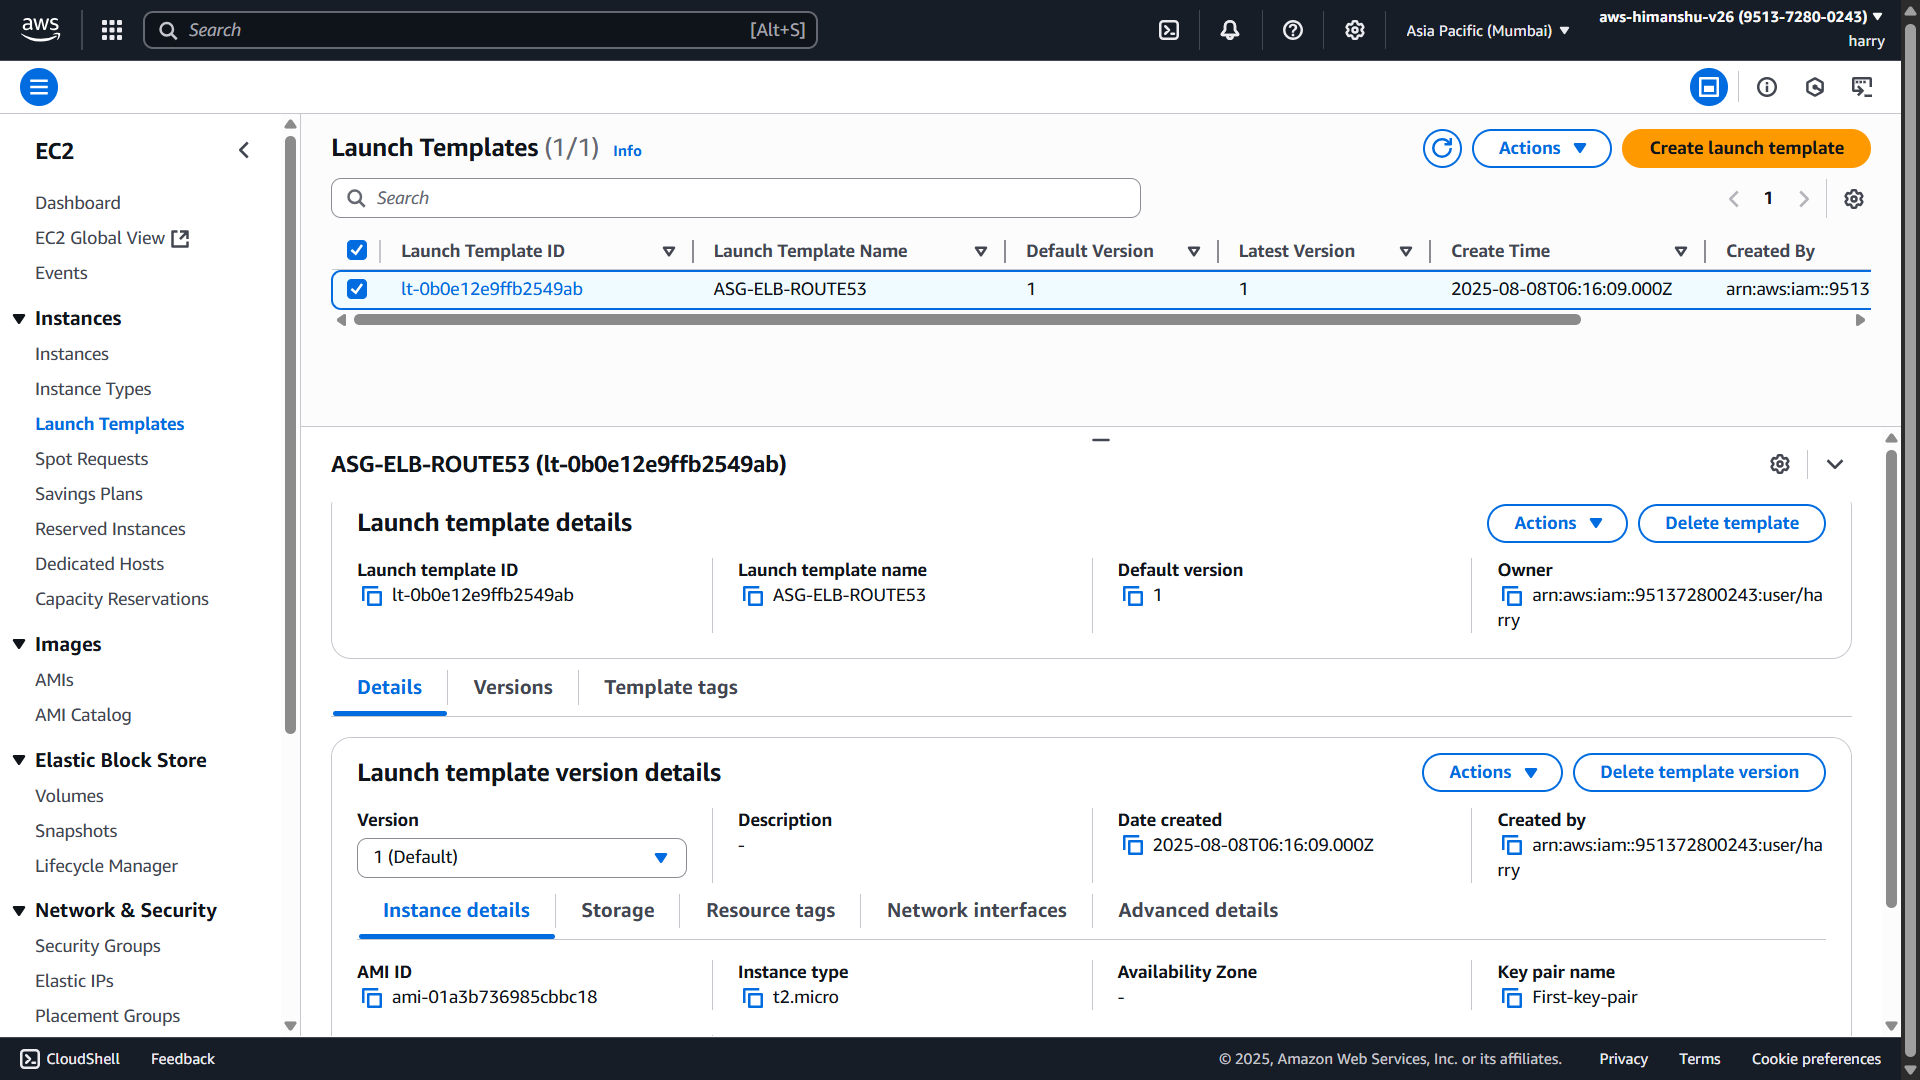 aws
Search
[Alt+S]
Asia Pacific (Mumbai)
aws-himanshu-v26 (9513-7280-0243)
harry
EC2
Dashboard
EC2 Global View
Events
Instances
Instances
Instance Types
Launch Templates
Spot Requests
Savings Plans
Reserved Instances
Dedicated Hosts
Capacity Reservations
Images
AMIs
AMI Catalog
Elastic Block Store
Volumes
Snapshots
Lifecycle Manager
Network & Security
Security Groups
Elastic IPs
Placement Groups
Launch Templates (1/1) Info
Actions
Create launch template
Search
1
Launch Template ID Launch Template Name Default Version Latest Version Create Time Created By
lt-0b0e12e9ffb2549ab ASG-ELB-ROUTE53 1 1 2025-08-08T06:16:09.000Z arn:aws:iam::9513
ASG-ELB-ROUTE53 (lt-0b0e12e9ffb2549ab)
Launch template details
Actions
Delete template
Launch template ID
lt-0b0e12e9ffb2549ab
Launch template name
ASG-ELB-ROUTE53
Default version
1
Owner
arn:aws:iam::951372800243:user/ha
rry
Details Versions Template tags
Launch template version details
Actions
Delete template version
Version
1 (Default)
Description
-
Date created
2025-08-08T06:16:09.000Z
Created by
arn:aws:iam::951372800243:user/ha
rry
Instance details Storage Resource tags Network interfaces Advanced details
AMI ID
ami-01a3b736985cbbc18
Instance type
t2.micro
Availability Zone
-
Key pair name
First-key-pair
CloudShell Feedback
© 2025, Amazon Web Services, Inc. or its affiliates. Privacy Terms Cookie preferences